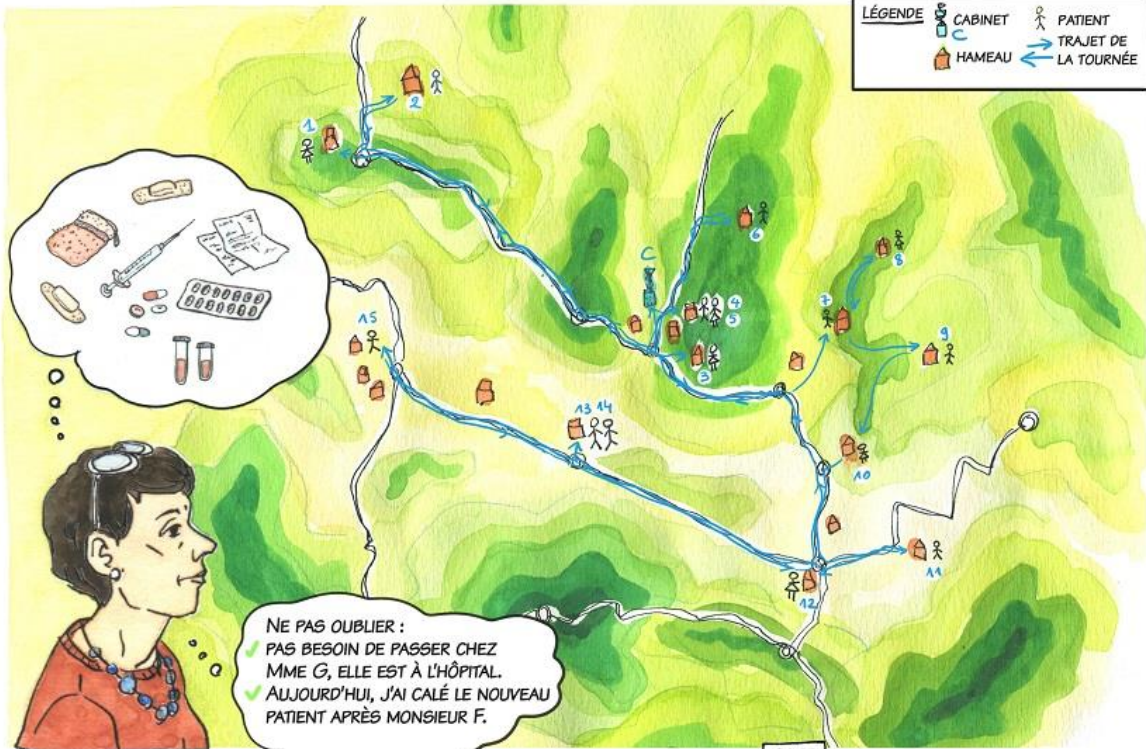 LÉGENDE
CABINET
C
PATIENT
HAMEAU
TRAJET DE
LA TOURNÉE
2
1
6
C
8
4
5
7
15
9
3
13 14
10
11
12
NE PAS OUBLIER :
PAS BESOIN DE PASSER CHEZ
MME G, ELLE EST À L'HÔPITAL.
AUJOURD'HUI, J'AI CALÉ LE NOUVEAU
PATIENT APRÈS MONSIEUR F.